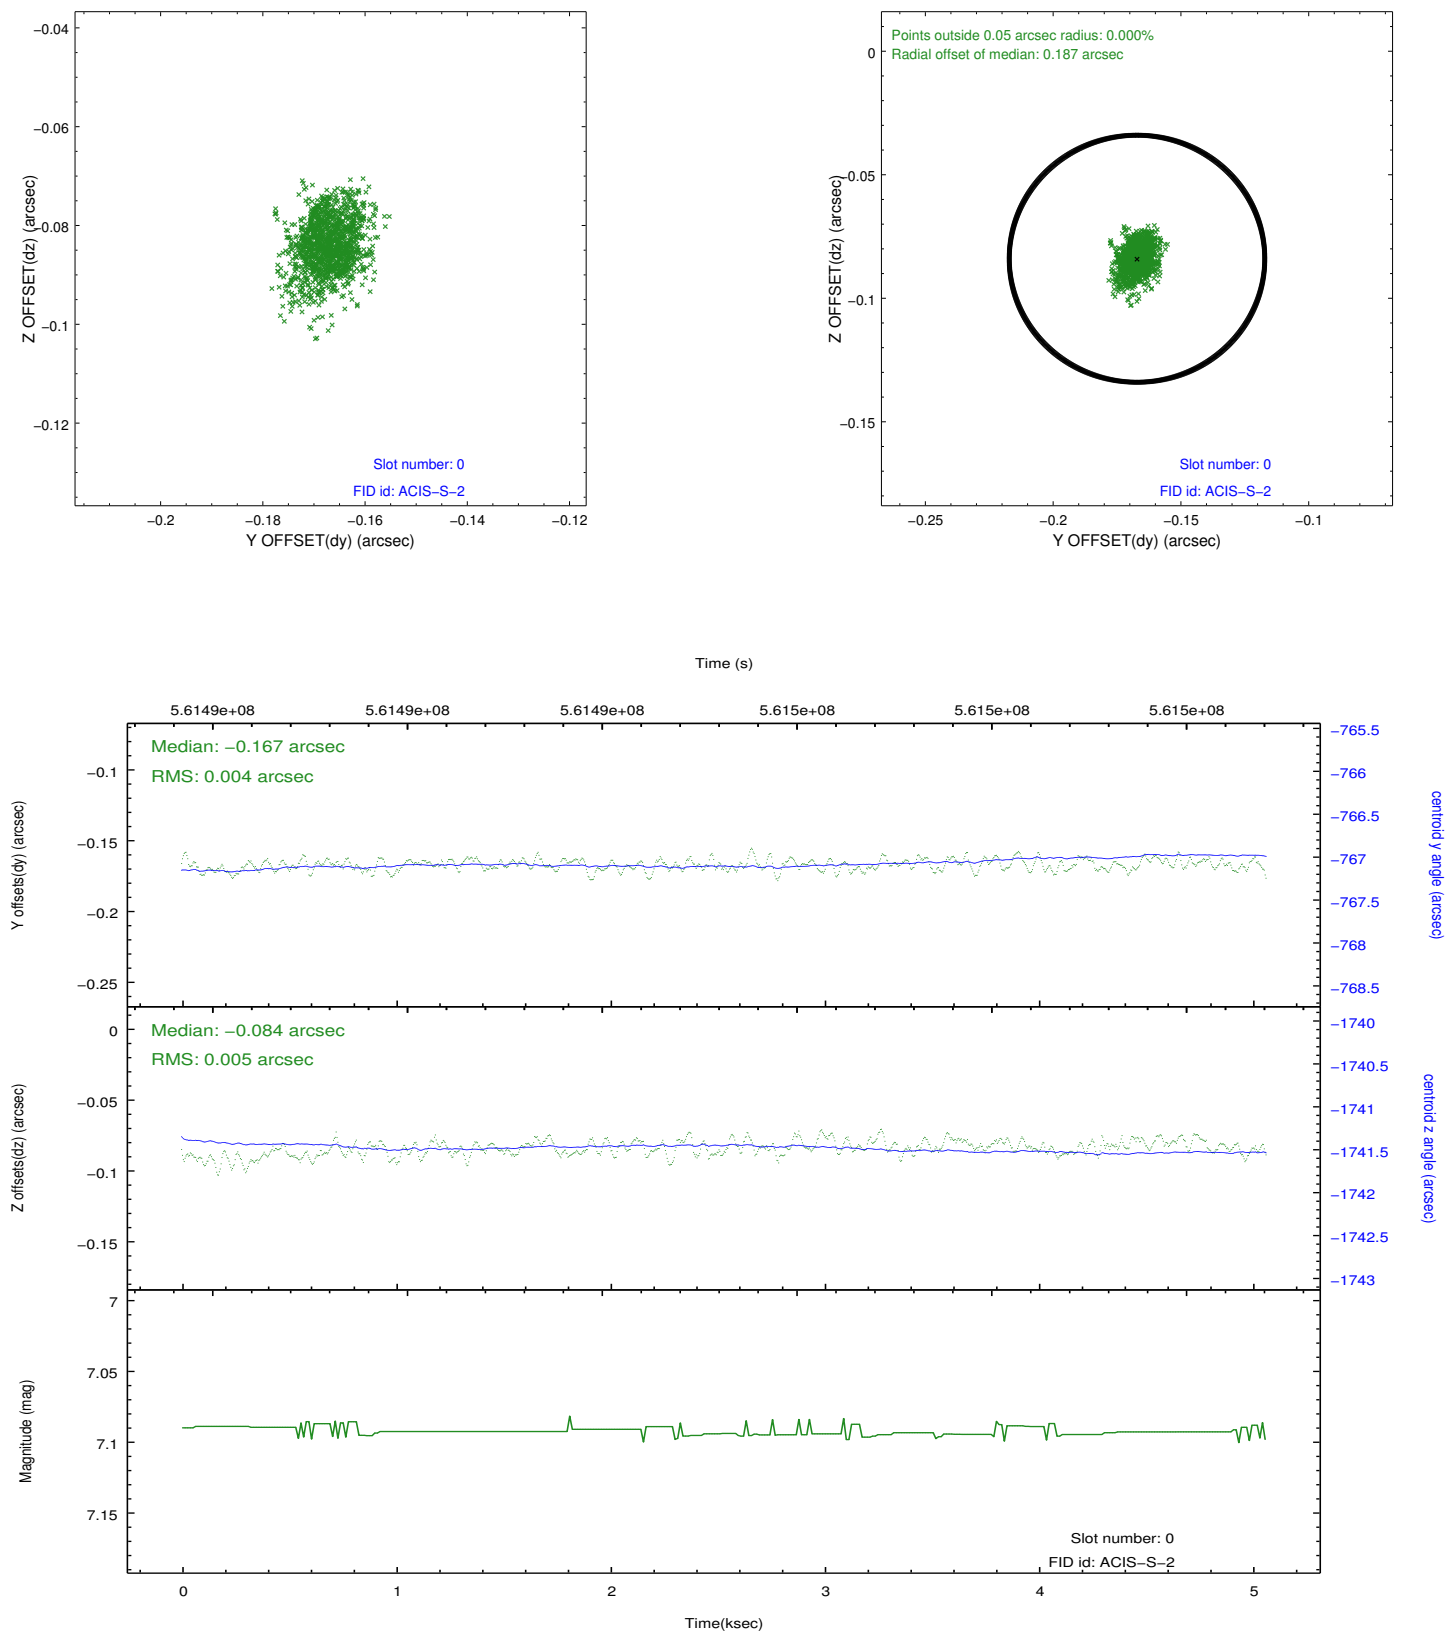 −0.04
−0.06
−0.08
−0.1
−0.12
Z OFFSET(dz) (arcsec)
Slot number: 0
FID id: ACIS−S−2
−0.2
−0.18
−0.16
−0.14
−0.12
Y OFFSET(dy) (arcsec)
Points outside 0.05 arcsec radius: 0.000%
Radial offset of median: 0.187 arcsec
0
−0.05
−0.1
−0.15
Z OFFSET(dz) (arcsec)
Slot number: 0
FID id: ACIS−S−2
−0.25
−0.2
−0.15
−0.1
Y OFFSET(dy) (arcsec)
Time (s)
5.6149e+08
5.6149e+08
5.6149e+08
5.615e+08
5.615e+08
5.615e+08
Median: −0.167 arcsec
RMS: 0.004 arcsec
−0.1
−0.15
−0.2
−0.25
Y offsets(dy) (arcsec)
−765.5
−766
−766.5
−767
−767.5
−768
−768.5
centroid y angle (arcsec)
Median: −0.084 arcsec
RMS: 0.005 arcsec
0
−0.05
−0.1
−0.15
Z offsets(dz) (arcsec)
−1740
−1740.5
−1741
−1741.5
−1742
−1742.5
−1743
centroid z angle (arcsec)
7
7.05
7.1
7.15
Magnitude (mag)
Slot number: 0
FID id: ACIS−S−2
0
1
2
3
4
5
Time(ksec)